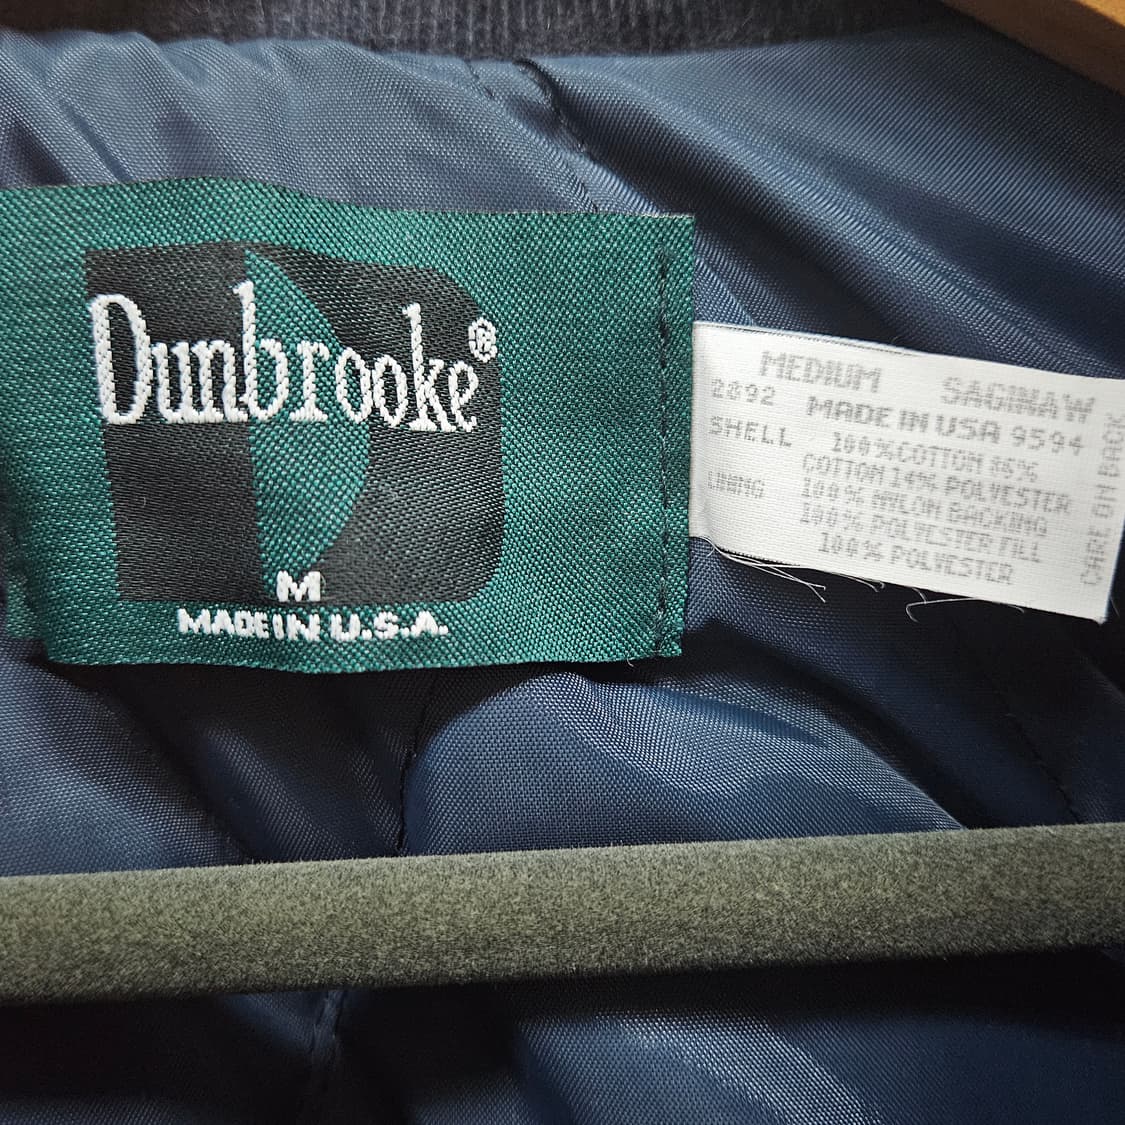 Dunbrooke®
M
MADE IN U.S.A.
MEDIUM SAGINAW
2892 MADE IN USA 9594
SHELL 100% COTTON 86%
COTTON 14% POLYESTER
LINING 100% NYLON BACKING
100% POLYESTER FILL
100% POLYESTER
CARE ON BACK